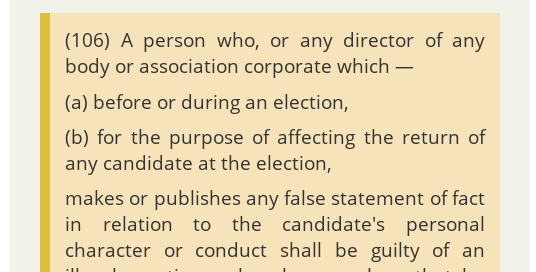 (106) A person who, or any director of any
body or association corporate which —
(a) before or during an election,
(b) for the purpose of affecting the return of
any candidate at the election,
makes or publishes any false statement of fact
in relation to the candidate's personal
character or conduct shall be guilty of an